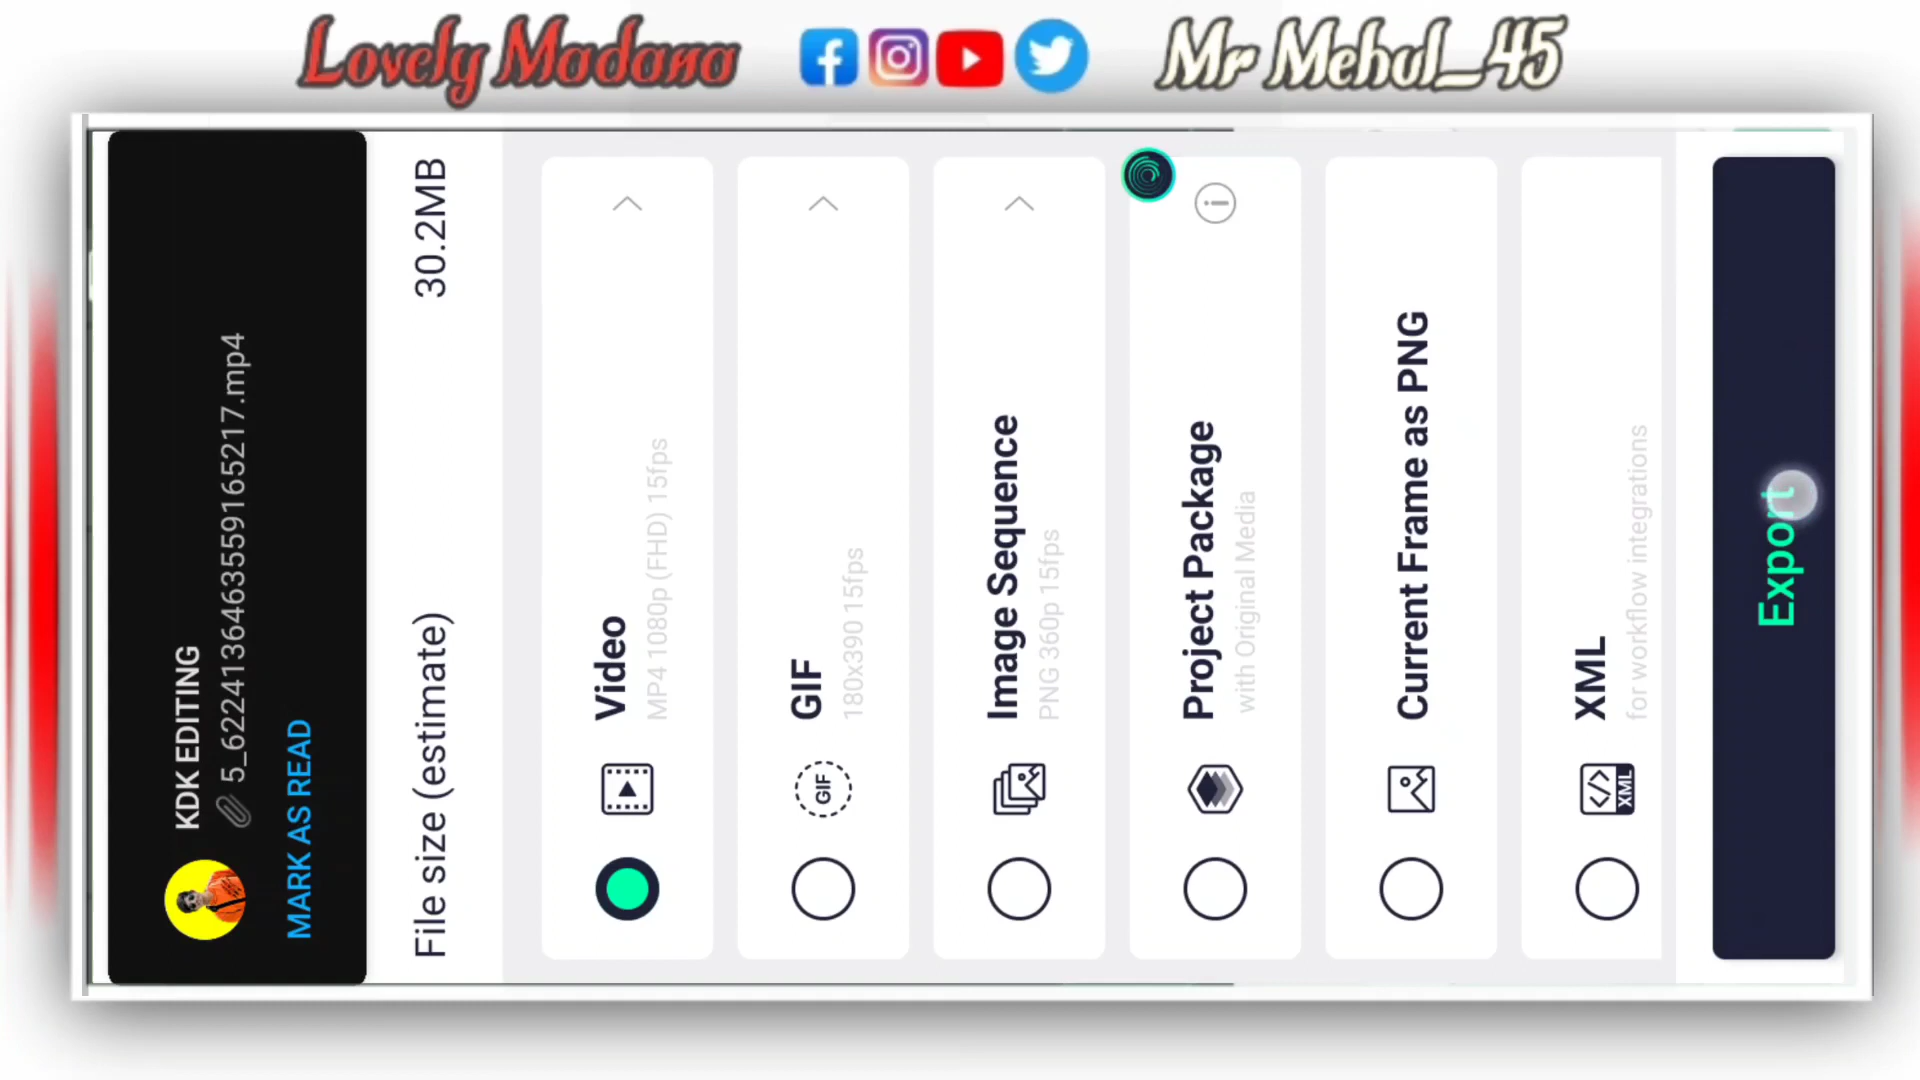 Lovely Madana
Mr Mehul_45
KDK EDITING
5_6224136463559165217.mp4
MARK AS READ
File size (estimate) 30.2MB
Video
MP4 1080p (FHD) 15fps
GIF
GIF
180x390 15fps
Image Sequence
PNG 360p 15fps
Project Package
with Original Media
Current Frame as PNG
XML
XML
for workflow integrations
Export